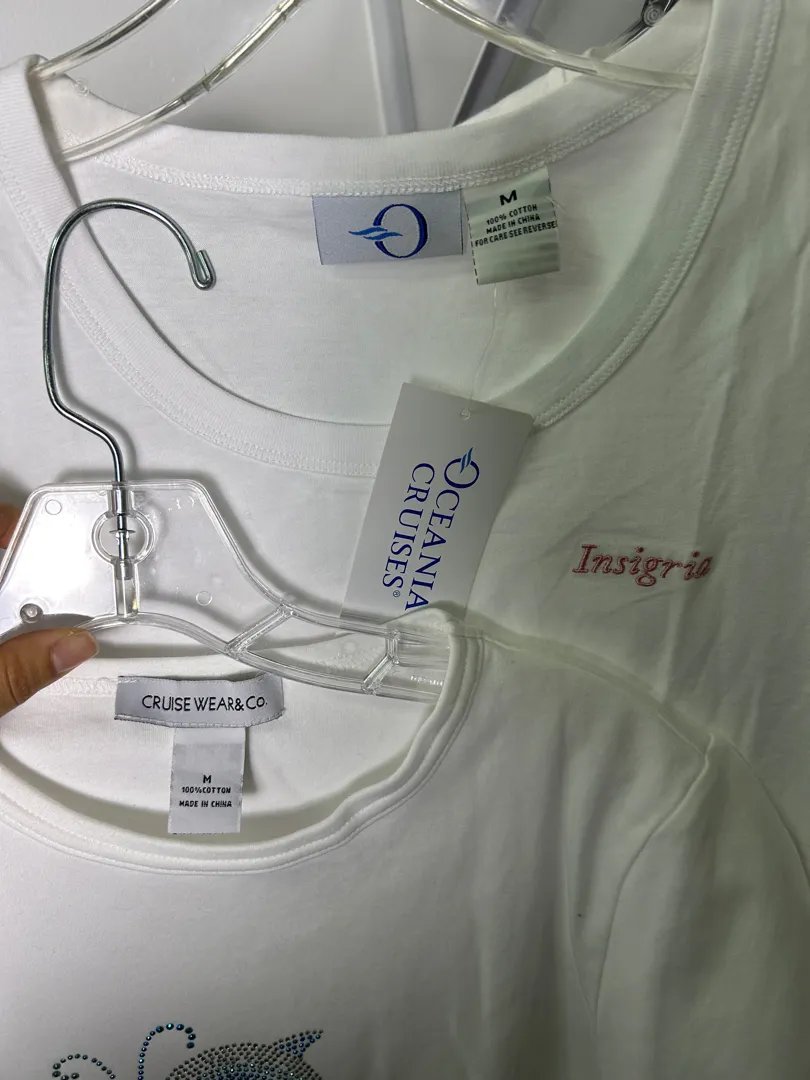 M
100% COTTON
MADE IN CHINA
FOR CARE SEE REVERSE
OCEANIA
CRUISES®
Insigria
CRUISE WEAR&CO.
M
100%COTTON
MADE IN CHINA